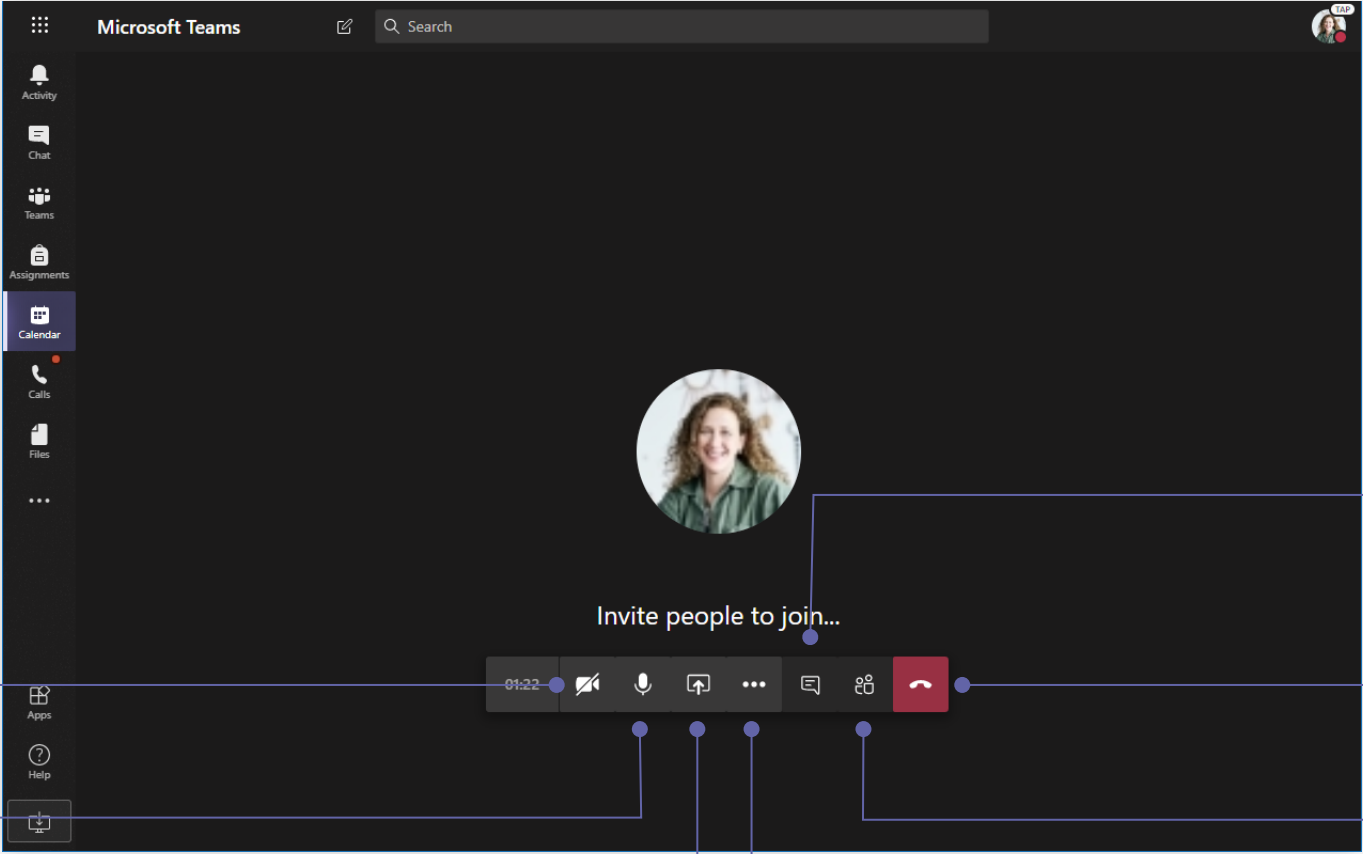 Microsoft Teams
Search
TAP
Activity
Chat
Teams
Assignments
Calendar
Calls
Files
Invite people to join...
01:22
Apps
Help